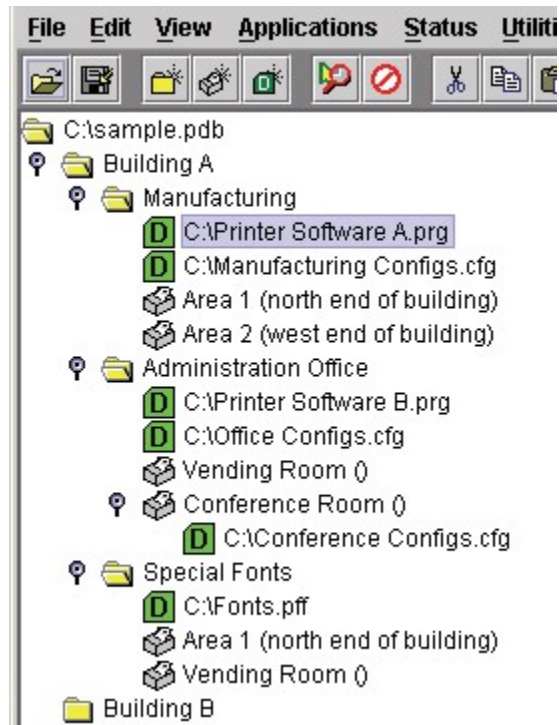 File Edit View Applications Status Utiliti
C:\sample.pdb
Building A
Manufacturing
D C:\Printer Software A.prg
D C:\Manufacturing Configs.cfg
Area 1 (north end of building)
Area 2 (west end of building)
Administration Office
D C:\Printer Software B.prg
D C:\Office Configs.cfg
Vending Room ()
Conference Room ()
D C:\Conference Configs.cfg
Special Fonts
D C:\Fonts.pff
Area 1 (north end of building)
Vending Room ()
Building B